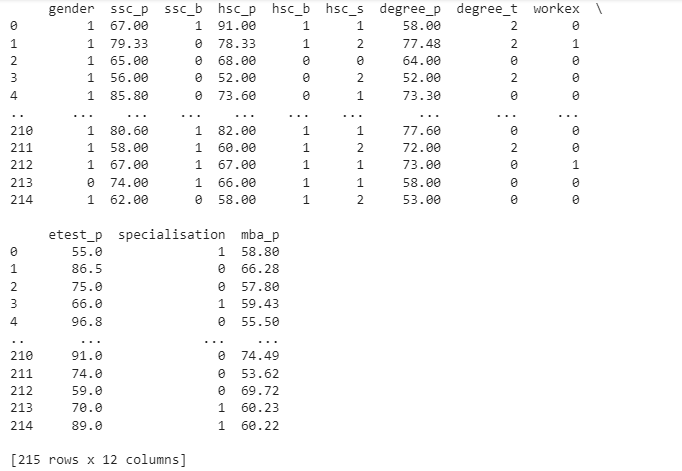 gender  ssc_p  ssc_b  hsc_p  hsc_b  hsc_s  degree_p  degree_t  workex  \
0         1  67.00      1  91.00      1      1     58.00         2       0
1         1  79.33      0  78.33      1      2     77.48         2       1
2         1  65.00      0  68.00      0      0     64.00         0       0
3         1  56.00      0  52.00      0      2     52.00         2       0
4         1  85.80      0  73.60      0      1     73.30         0       0
..      ...    ...    ...    ...    ...    ...       ...       ...     ...
210       1  80.60      1  82.00      1      1     77.60         0       0
211       1  58.00      1  60.00      1      2     72.00         2       0
212       1  67.00      1  67.00      1      1     73.00         0       1
213       0  74.00      1  66.00      1      1     58.00         0       0
214       1  62.00      0  58.00      1      2     53.00         0       0

     etest_p  specialisation  mba_p
0       55.0               1  58.80
1       86.5               0  66.28
2       75.0               0  57.80
3       66.0               1  59.43
4       96.8               0  55.50
..       ...             ...    ...
210     91.0               0  74.49
211     74.0               0  53.62
212     59.0               0  69.72
213     70.0               1  60.23
214     89.0               1  60.22

[215 rows x 12 columns]